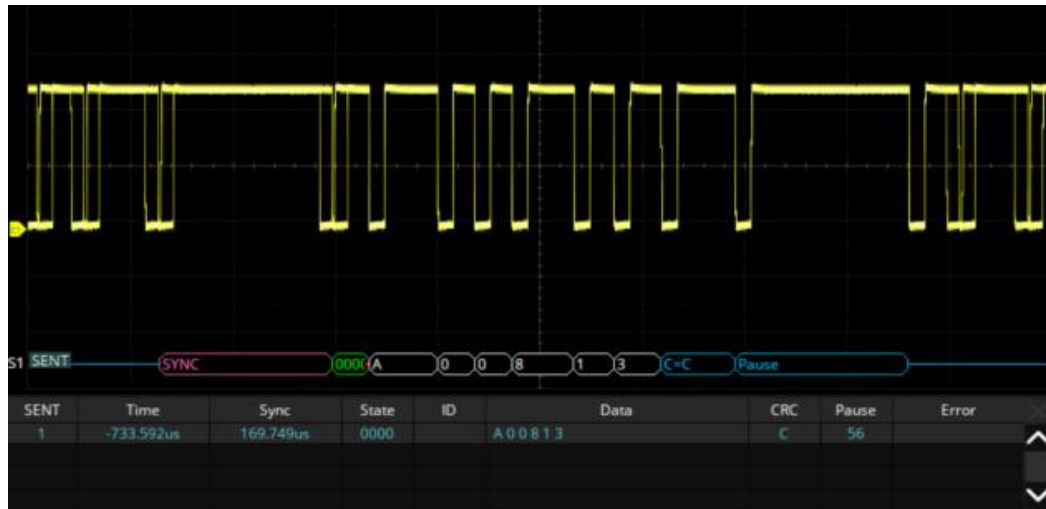 S1 SENT SYNC 0000 A 0 0 8 1 3 C=C Pause
SENT Time Sync State ID Data CRC Pause Error
1 -733.592us 169.749us 0000 A 0 0 8 1 3 C 56